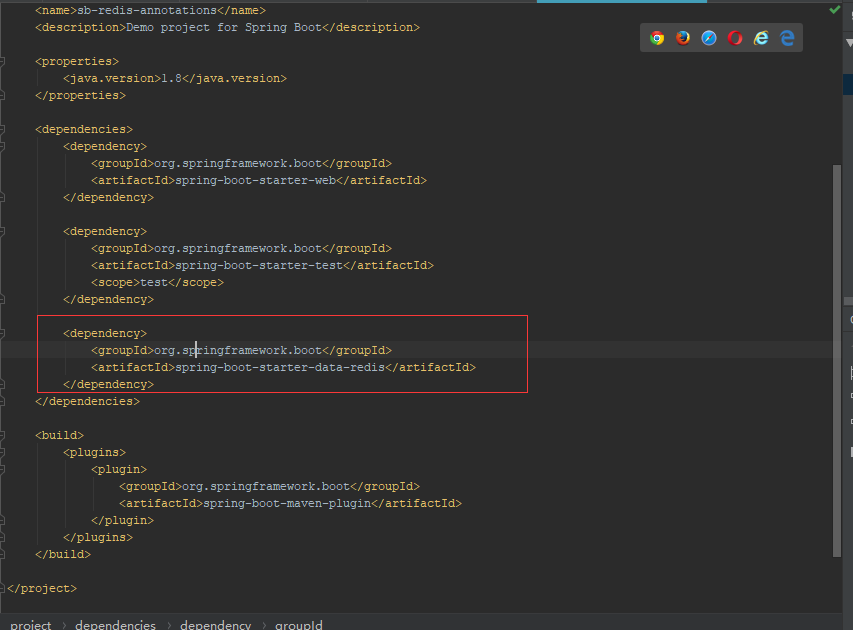 <name>sb-redis-annotations</name>
<description>Demo project for Spring Boot</description>
<properties>
<java.version>1.8</java.version>
</properties>
<dependencies>
<dependency>
<groupId>org.springframework.boot</groupId>
<artifactId>spring-boot-starter-web</artifactId>
</dependency>
<dependency>
<groupId>org.springframework.boot</groupId>
<artifactId>spring-boot-starter-test</artifactId>
<scope>test</scope>
</dependency>
<dependency>
<groupId>org.springframework.boot</groupId>
<artifactId>spring-boot-starter-data-redis</artifactId>
</dependency>
</dependencies>
<build>
<plugins>
<plugin>
<groupId>org.springframework.boot</groupId>
<artifactId>spring-boot-maven-plugin</artifactId>
</plugin>
</plugins>
</build>
</project>
project › dependencies › dependency › groupId